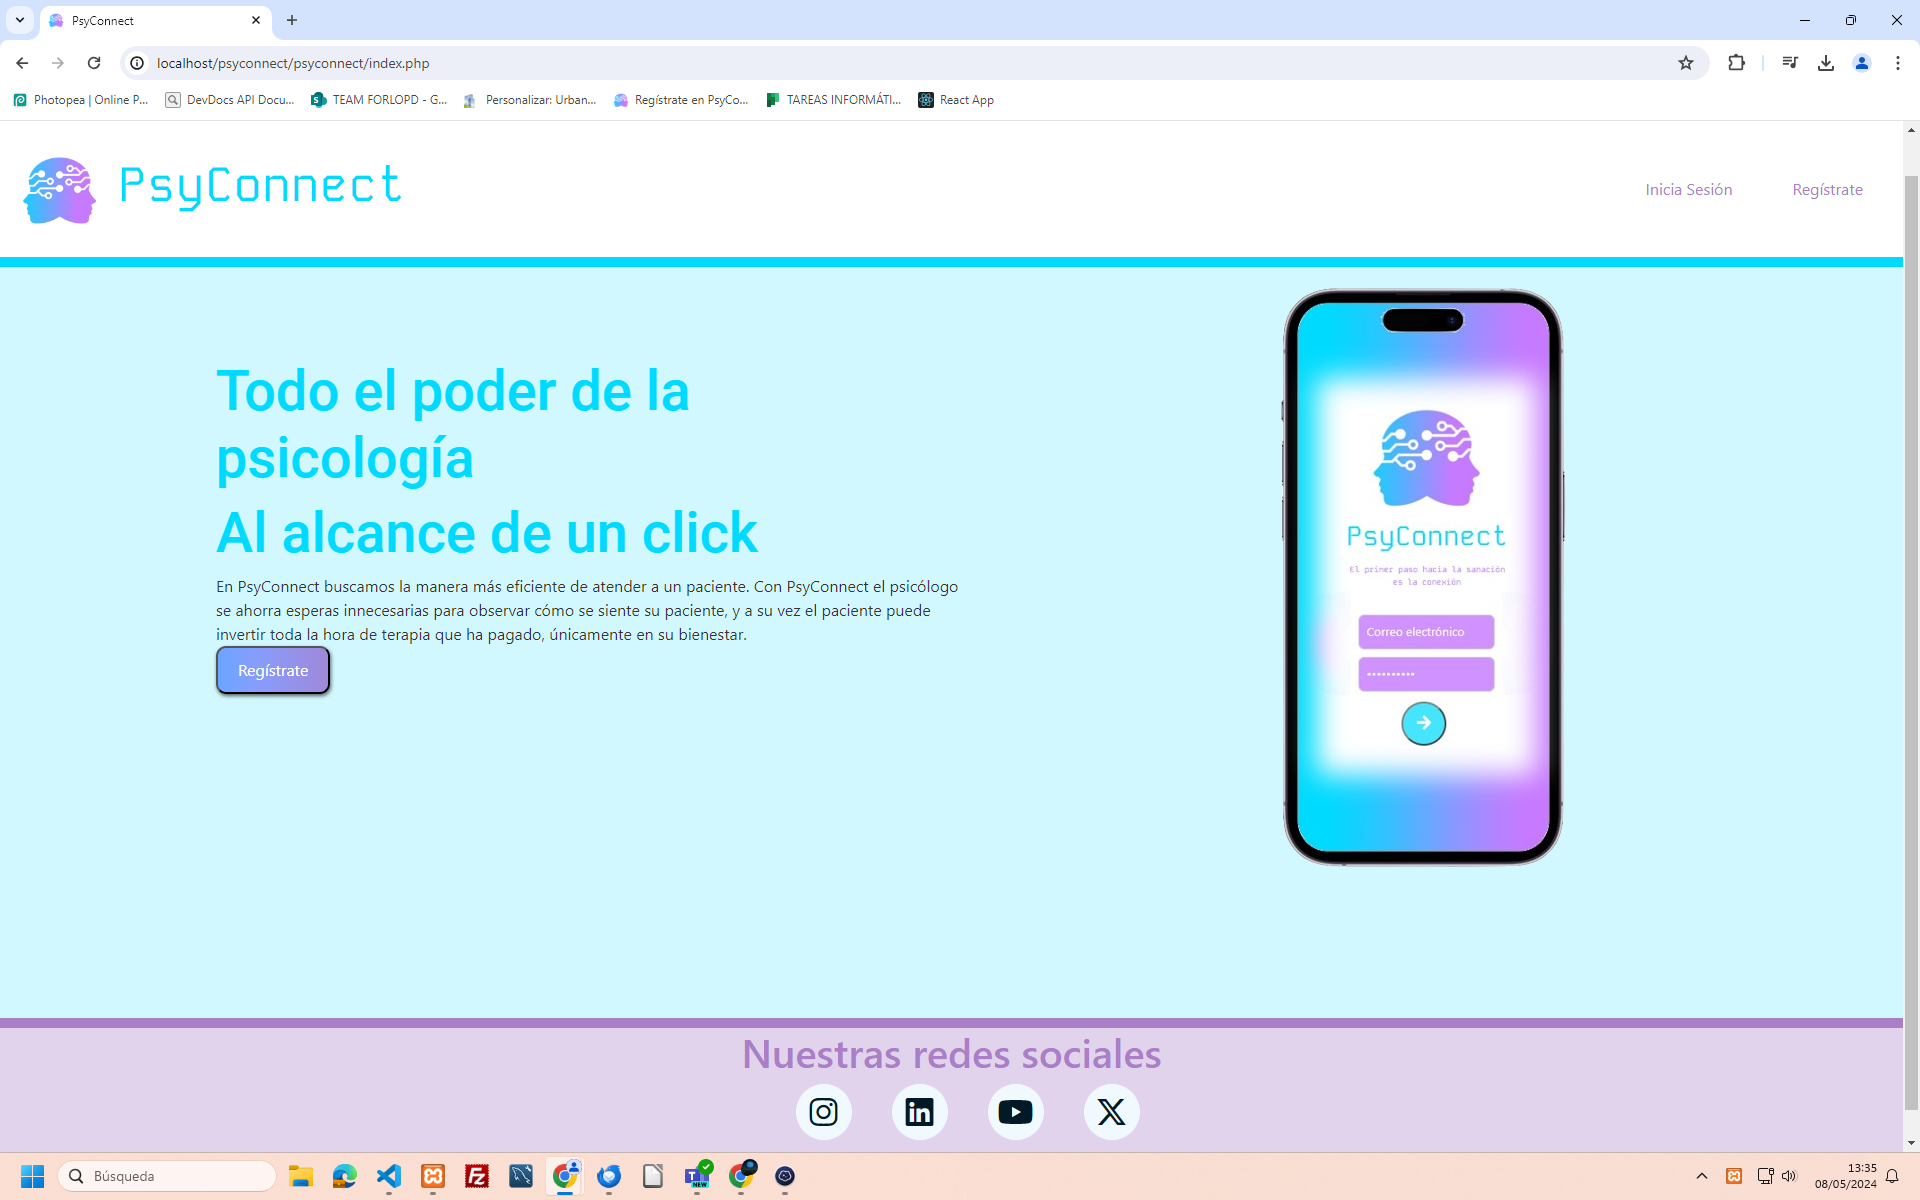 PsyConnect
localhost/psyconnect/psyconnect/index.php
Photopea | Online P...
DevDocs API Docu...
TEAM FORLOPD - G...
Personalizar: Urban...
Regístrate en PsyCo...
TAREAS INFORMÁTI...
React App
PsyConnect
Inicia Sesión
Regístrate
Todo el poder de la
psicología
Al alcance de un click
En PsyConnect buscamos la manera más eficiente de atender a un paciente. Con PsyConnect el psicólogo
se ahorra esperas innecesarias para observar cómo se siente su paciente, y a su vez el paciente puede
invertir toda la hora de terapia que ha pagado, únicamente en su bienestar.
Regístrate
PsyConnect
El primer paso hacia la sanación
es la conexión
Correo electrónico
••••••••••
Nuestras redes sociales
Búsqueda
NEW
13:35
08/05/2024